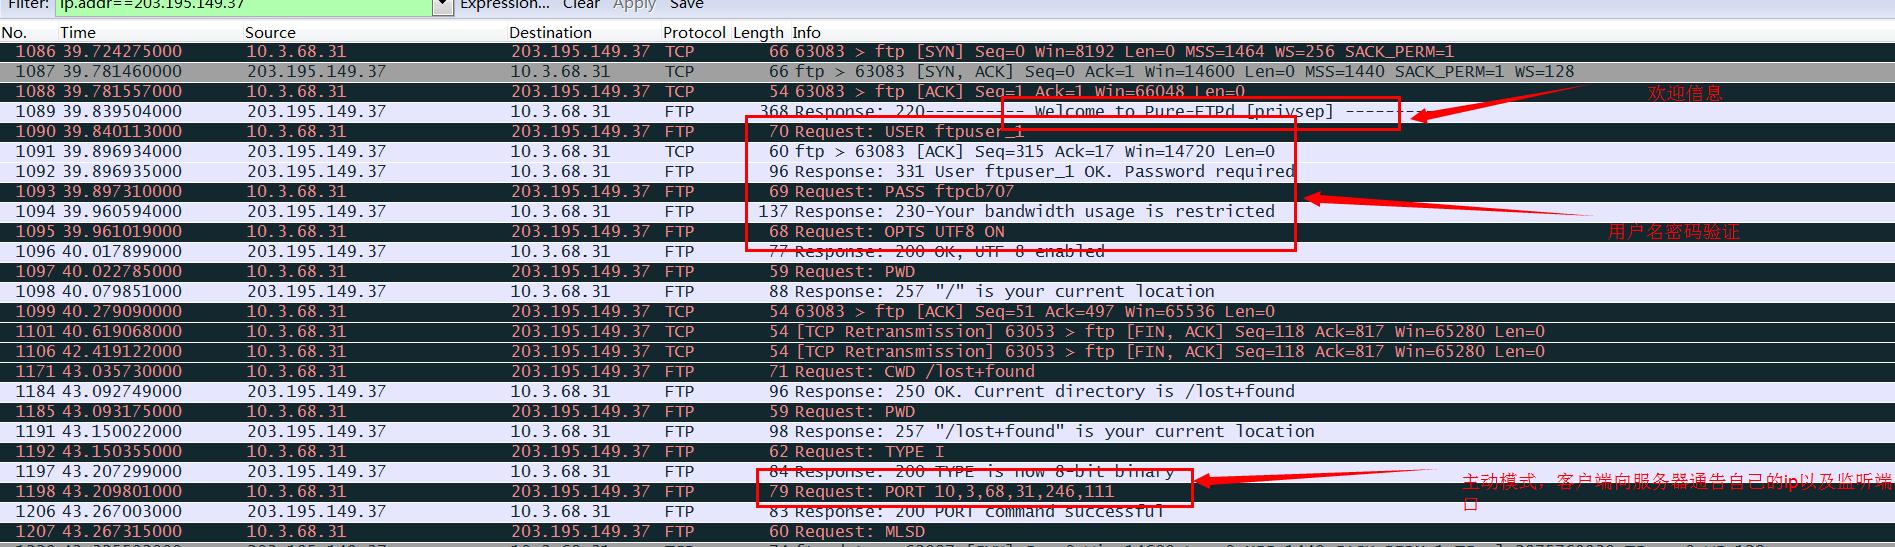 Filter: ip.addr==203.195.149.37 Expression... Clear Apply Save
No. Time Source Destination Protocol Length Info
1086 39.724275000 10.3.68.31 203.195.149.37 TCP 66 63083 > ftp [SYN] Seq=0 Win=8192 Len=0 MSS=1464 WS=256 SACK_PERM=1
1087 39.781460000 203.195.149.37 10.3.68.31 TCP 66 ftp > 63083 [SYN, ACK] Seq=0 Ack=1 Win=14600 Len=0 MSS=1440 SACK_PERM=1 WS=128
1088 39.781557000 10.3.68.31 203.195.149.37 TCP 54 63083 > ftp [ACK] Seq=1 Ack=1 Win=66048 Len=0
1089 39.839504000 203.195.149.37 10.3.68.31 FTP 368 Response: 220---------- Welcome to Pure-FTPd [privsep] ----------
欢迎信息
1090 39.840113000 10.3.68.31 203.195.149.37 FTP 70 Request: USER ftpuser_1
1091 39.896934000 203.195.149.37 10.3.68.31 TCP 60 ftp > 63083 [ACK] Seq=315 Ack=17 Win=14720 Len=0
1092 39.896935000 203.195.149.37 10.3.68.31 FTP 96 Response: 331 User ftpuser_1 OK. Password required
1093 39.897310000 10.3.68.31 203.195.149.37 FTP 69 Request: PASS ftpcb707
1094 39.960594000 203.195.149.37 10.3.68.31 FTP 137 Response: 230-Your bandwidth usage is restricted
1095 39.961019000 10.3.68.31 203.195.149.37 FTP 68 Request: OPTS UTF8 ON
用户名密码验证
1096 40.017899000 203.195.149.37 10.3.68.31 FTP 77 Response: 200 OK, UTF-8 enabled
1097 40.022785000 10.3.68.31 203.195.149.37 FTP 59 Request: PWD
1098 40.079851000 203.195.149.37 10.3.68.31 FTP 88 Response: 257 "/" is your current location
1099 40.279090000 10.3.68.31 203.195.149.37 TCP 54 63083 > ftp [ACK] Seq=51 Ack=497 Win=65536 Len=0
1101 40.619068000 10.3.68.31 203.195.149.37 TCP 54 [TCP Retransmission] 63053 > ftp [FIN, ACK] Seq=118 Ack=817 Win=65280 Len=0
1106 42.419122000 10.3.68.31 203.195.149.37 TCP 54 [TCP Retransmission] 63053 > ftp [FIN, ACK] Seq=118 Ack=817 Win=65280 Len=0
1171 43.035730000 10.3.68.31 203.195.149.37 FTP 71 Request: CWD /lost+found
1184 43.092749000 203.195.149.37 10.3.68.31 FTP 96 Response: 250 OK. Current directory is /lost+found
1185 43.093175000 10.3.68.31 203.195.149.37 FTP 59 Request: PWD
1191 43.150022000 203.195.149.37 10.3.68.31 FTP 98 Response: 257 "/lost+found" is your current location
1192 43.150355000 10.3.68.31 203.195.149.37 FTP 62 Request: TYPE I
1197 43.207299000 203.195.149.37 10.3.68.31 FTP 84 Response: 200 TYPE is now 8-bit binary
1198 43.209801000 10.3.68.31 203.195.149.37 FTP 79 Request: PORT 10,3,68,31,246,111
主动模式，客户端向服务器通告自己的ip以及监听端
口
1206 43.267003000 203.195.149.37 10.3.68.31 FTP 83 Response: 200 PORT command successful
1207 43.267315000 10.3.68.31 203.195.149.37 FTP 60 Request: MLSD